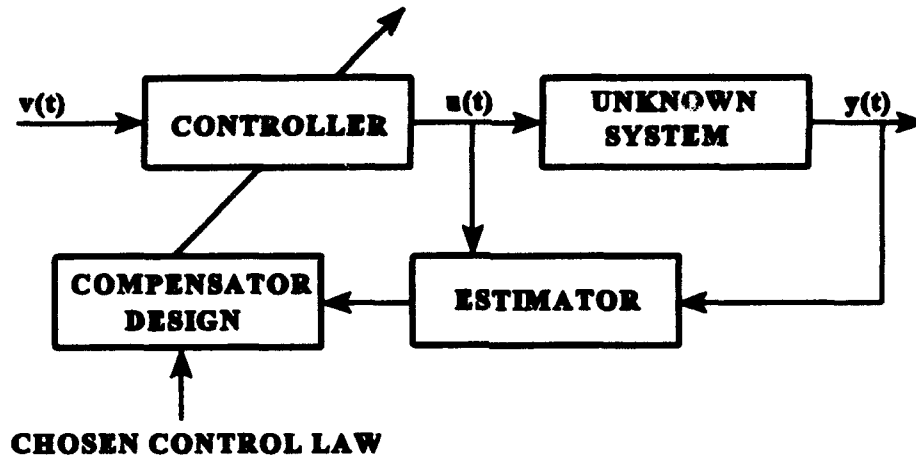 v(t)
CONTROLLER
u(t)
UNKNOWN
SYSTEM
y(t)
COMPENSATOR
DESIGN
ESTIMATOR
CHOSEN CONTROL LAW